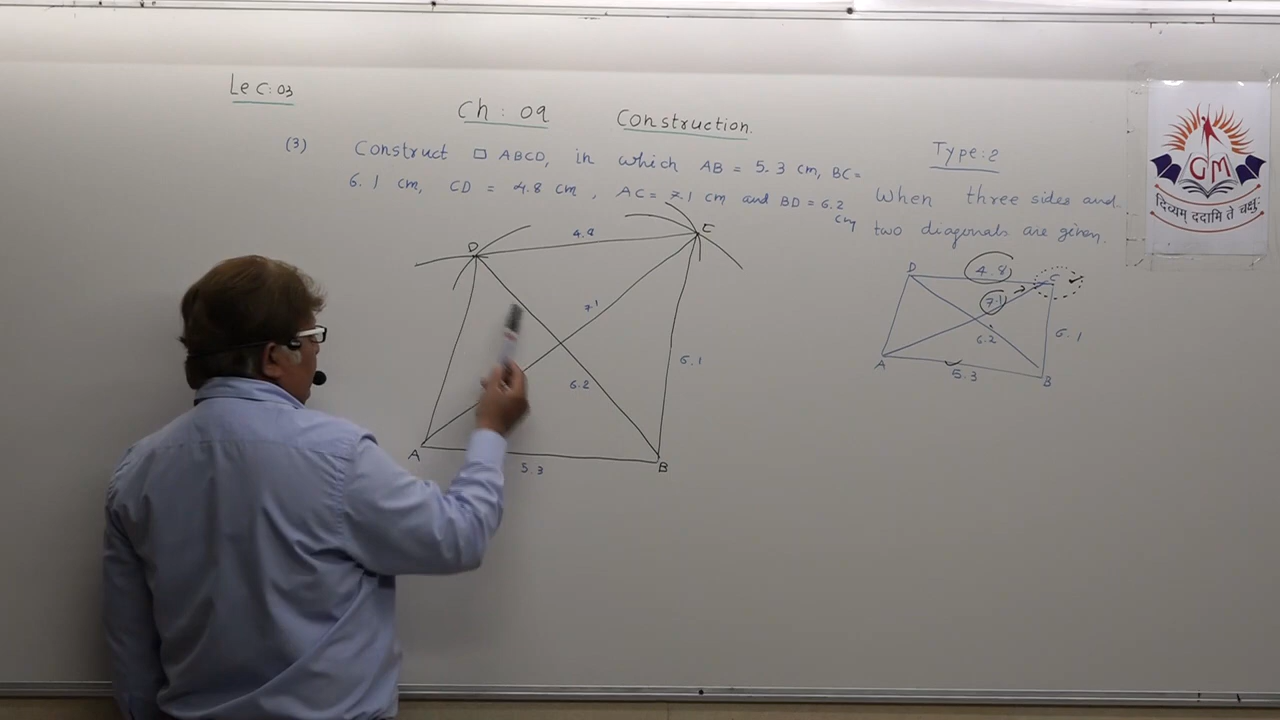 Lec: 03
Ch: 09 Construction.
(3) Construct □ ABCD, in which AB = 5.3 cm, BC=
6.1 cm, CD = 4.8 cm, AC = 7.1 cm and BD = 6.2
cm
Type: 2
When three sides and
two diagonals are given.
D 4.8 C
7.1
6.2
6.1
A 5.3 B
D 4.8 C
7.1
6.2
6.1
A 5.3 B
GM
दिव्यम् ददामि ते चक्षुः